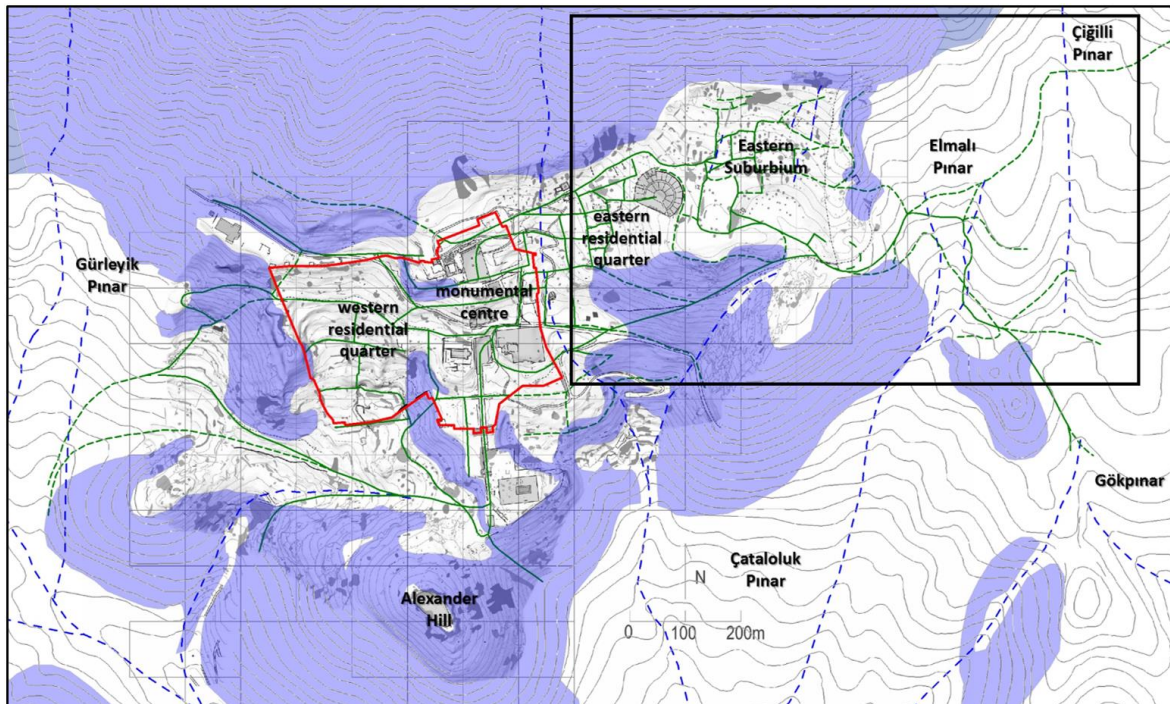 Çiğilli
Pınar
Elmalı
Pınar
Eastern
Suburbium
eastern
residential
quarter
Gürleyik
Pınar
monumental
centre
western
residential
quarter
Gökpınar
Çataloluk
Pınar
N
Alexander
Hill
0 100 200m